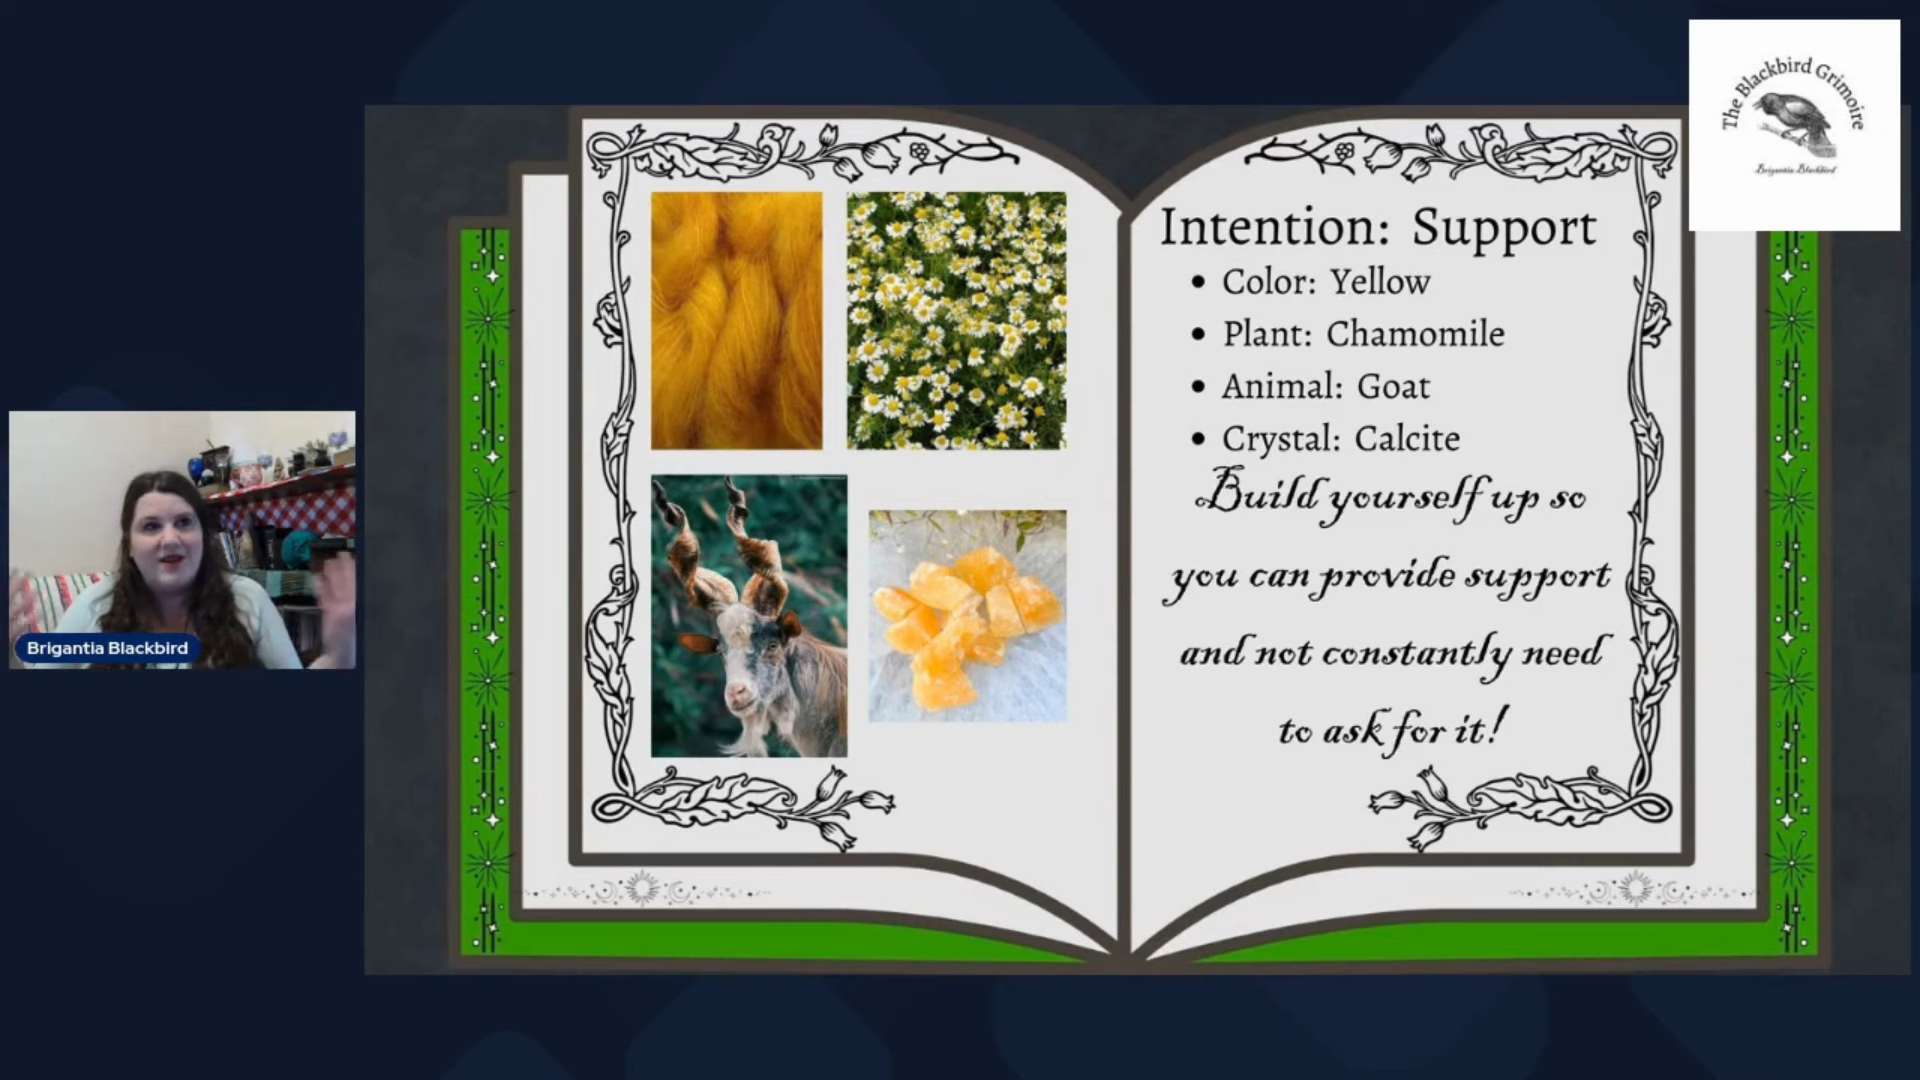 The Blackbird Grimoire
Brigantia Blackbird
Intention: Support
• Color: Yellow
• Plant: Chamomile
• Animal: Goat
• Crystal: Calcite
Build yourself up so
you can provide support
and not constantly need
to ask for it!
Brigantia Blackbird